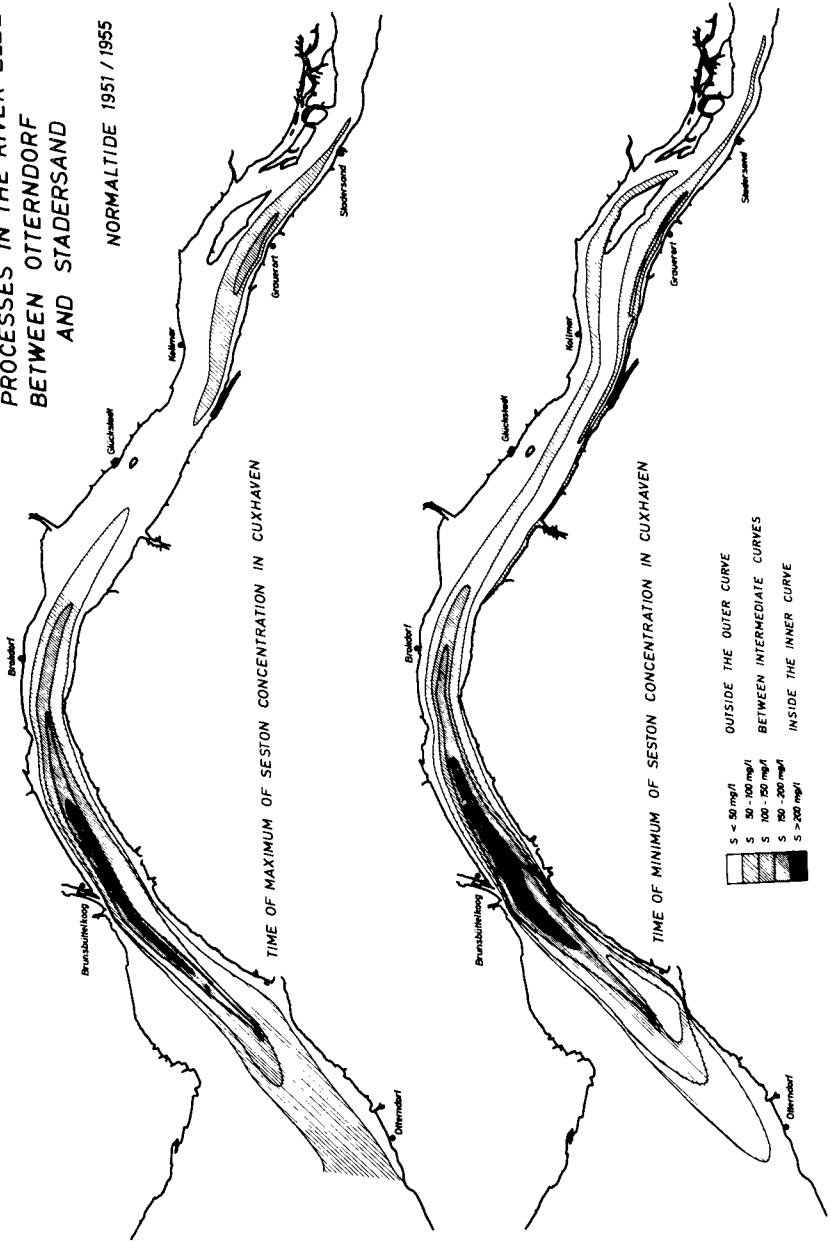 PROCESSES IN THE RIVER
BETWEEN OTTERNDORF
AND STADERSAND
NORMALTIDE 1951 / 1955
Stadersand
Grauerort
Kollmar
Glückstadt
Brokdorf
Brunsbüttelkoog
Otterndorf
TIME OF MAXIMUM OF SESTON CONCENTRATION IN CUXHAVEN
Stadersand
Grauerort
Kollmar
Glückstadt
Brokdorf
Brunsbüttelkoog
Otterndorf
TIME OF MINIMUM OF SESTON CONCENTRATION IN CUXHAVEN
S < 50 mg/l OUTSIDE THE OUTER CURVE
S 50 - 100 mg/l
S 100 - 150 mg/l BETWEEN INTERMEDIATE CURVES
S 150 - 200 mg/l
S > 200 mg/l INSIDE THE INNER CURVE